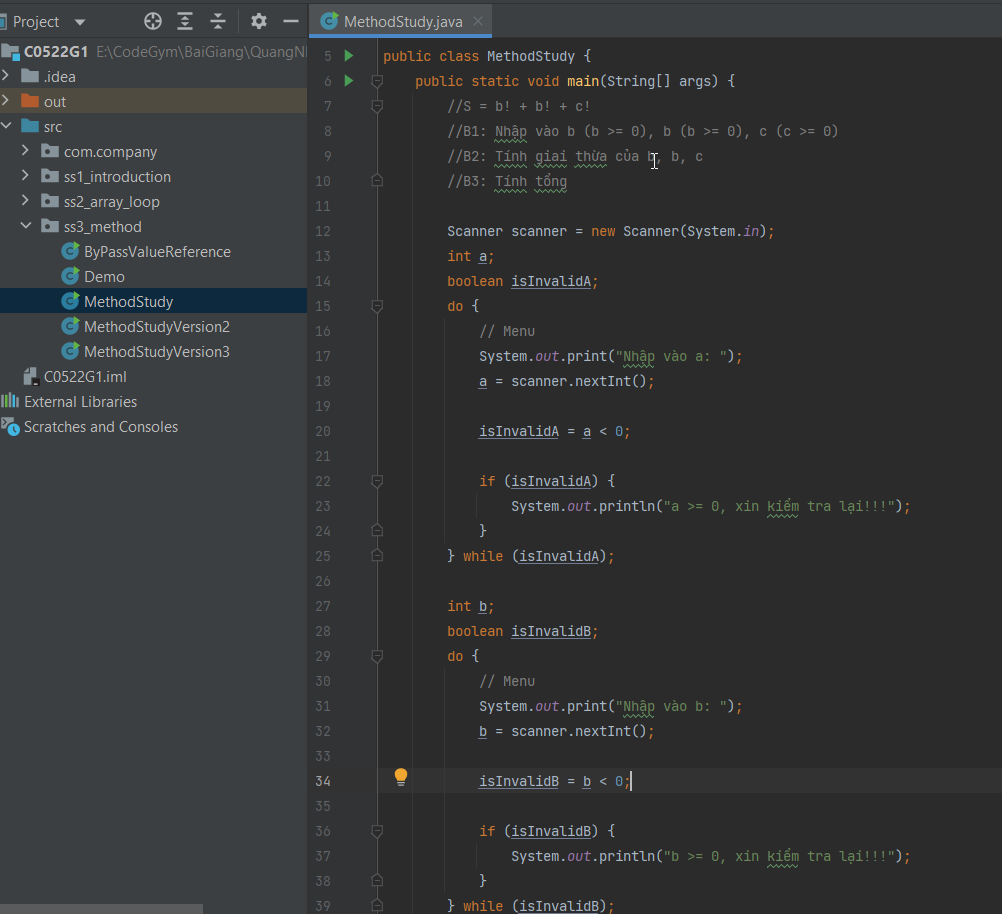 Project
C0522G1 E:\CodeGym\BaiGiang\QuangN
.idea
out
src
com.company
ss1_introduction
ss2_array_loop
ss3_method
ByPassValueReference
Demo
MethodStudy
MethodStudyVersion2
MethodStudyVersion3
C0522G1.iml
External Libraries
Scratches and Consoles
MethodStudy.java
5 public class MethodStudy {
6 public static void main(String[] args) {
7 //S = b! + b! + c!
8 //B1: Nhập vào b (b >= 0), b (b >= 0), c (c >= 0)
9 //B2: Tính giai thừa của b, b, c
10 //B3: Tính tổng
11
12 Scanner scanner = new Scanner(System.in);
13 int a;
14 boolean isInvalidA;
15 do {
16 // Menu
17 System.out.print("Nhập vào a: ");
18 a = scanner.nextInt();
19
20 isInvalidA = a < 0;
21
22 if (isInvalidA) {
23 System.out.println("a >= 0, xin kiểm tra lại!!!");
24 }
25 } while (isInvalidA);
26
27 int b;
28 boolean isInvalidB;
29 do {
30 // Menu
31 System.out.print("Nhập vào b: ");
32 b = scanner.nextInt();
33
34 isInvalidB = b < 0;
35
36 if (isInvalidB) {
37 System.out.println("b >= 0, xin kiểm tra lại!!!");
38 }
39 } while (isInvalidB);